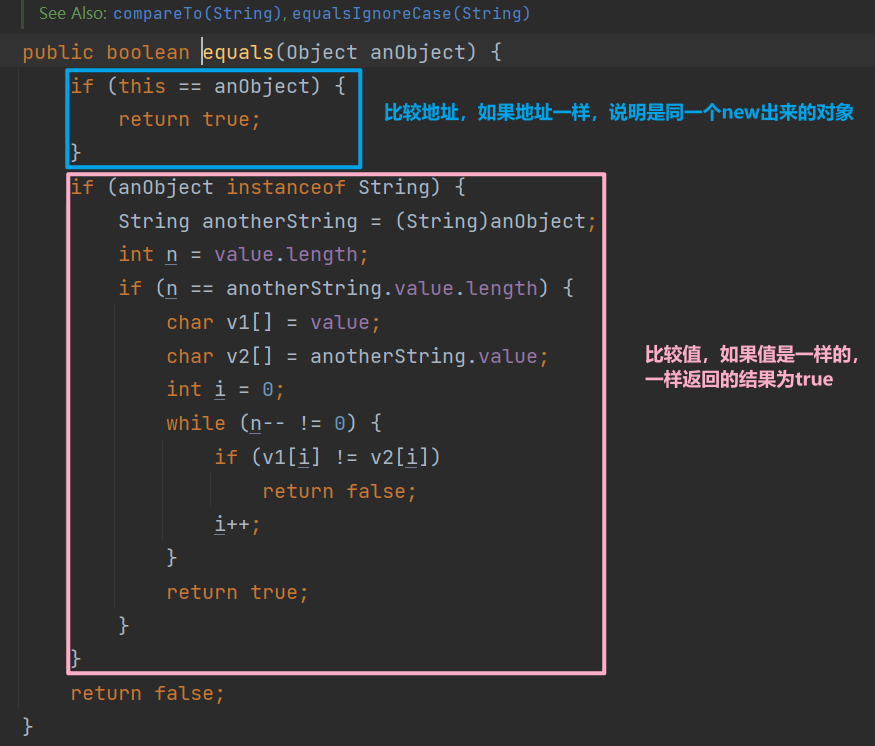 See Also: compareTo(String), equalsIgnoreCase(String)
public boolean equals(Object anObject) {
if (this == anObject) {
比较地址，如果地址一样，说明是同一个new出来的对象
return true;
}
if (anObject instanceof String) {
String anotherString = (String)anObject;
int n = value.length;
if (n == anotherString.value.length) {
char v1[] = value;
char v2[] = anotherString.value;
比较值，如果值是一样的，
一样返回的结果为true
int i = 0;
while (n-- != 0) {
if (v1[i] != v2[i])
return false;
i++;
}
return true;
}
}
return false;
}